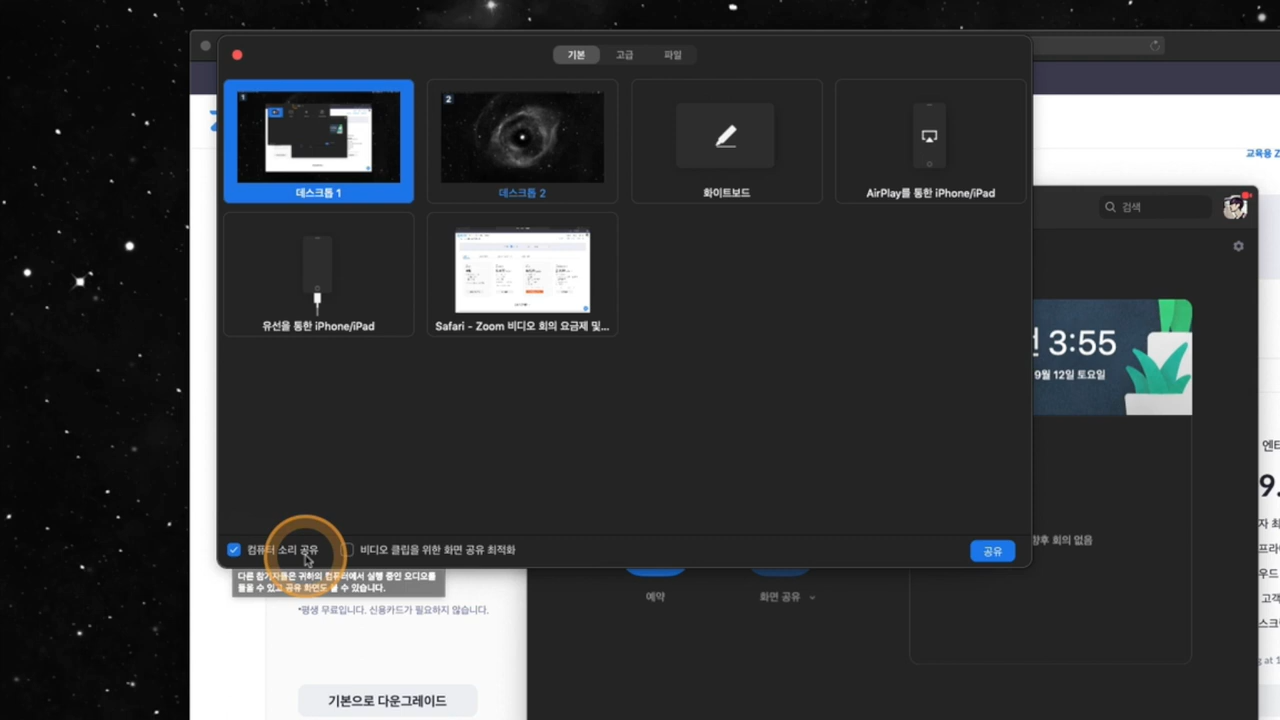 기본
고급
파일
1
데스크톱 1
2
데스크톱 2
화이트보드
AirPlay를 통한 iPhone/iPad
유선을 통한 iPhone/iPad
Safari - Zoom 비디오 회의 요금제 및...
컴퓨터 소리 공유
비디오 클립을 위한 화면 공유 최적화
공유
다른 참가자들은 귀하의 컴퓨터에서 실행 중인 오디오를
들을 수 있고 공유 화면도 볼 수 있습니다.
*평생 무료입니다. 신용카드가 필요하지 않습니다.
기본으로 다운그레이드
예약
화면 공유
교육용
검색
3:55
9월 12일 토요일
향후 회의 없음
9.
고객